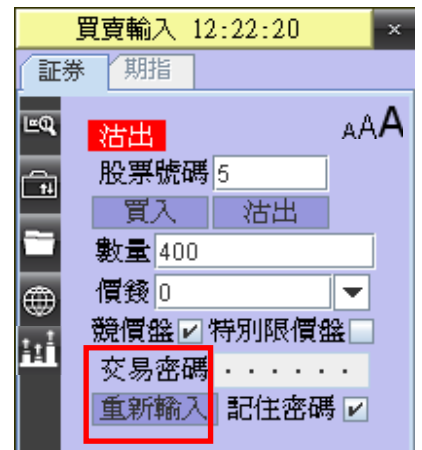 買賣輸入 12:22:20 ×
証券 期指
沽出 AAA
股票號碼 5
買入 沽出
數量 400
價錢 0
競價盤 特別限價盤
交易密碼 · · · · · ·
重新輸入 記住密碼